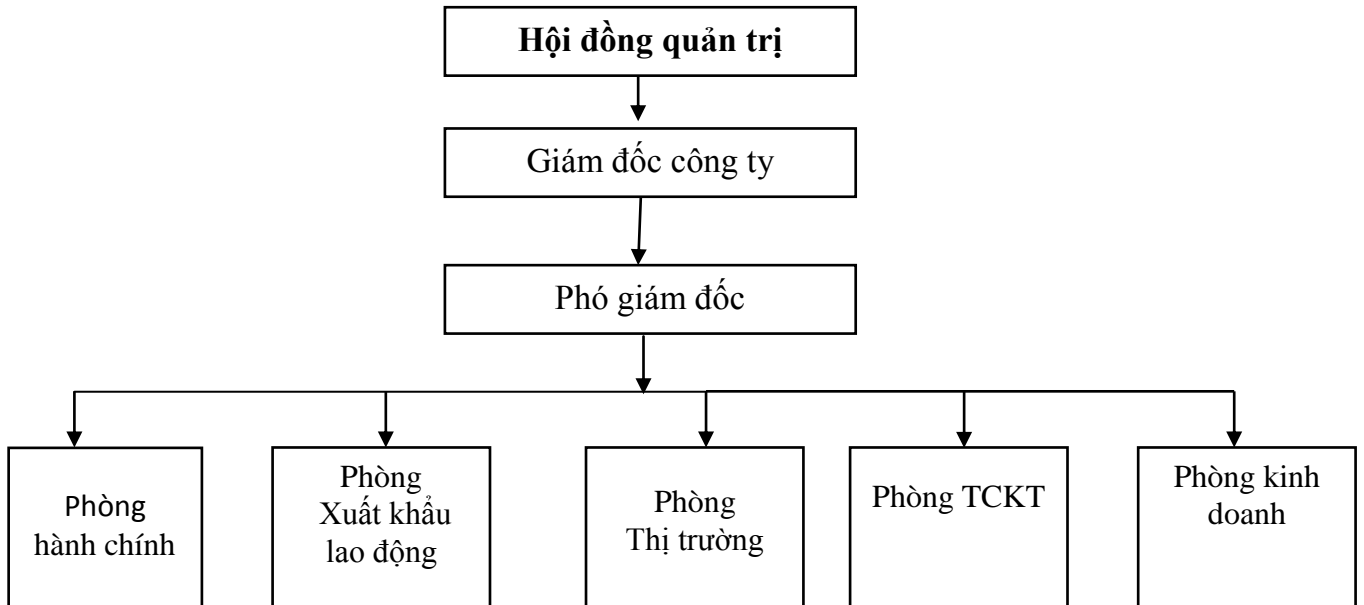 Hội đồng quản trị
Giám đốc công ty
Phó giám đốc
Phòng
hành chính
Phòng
Xuất khẩu
lao động
Phòng
Thị trường
Phòng TCKT
Phòng kinh
doanh